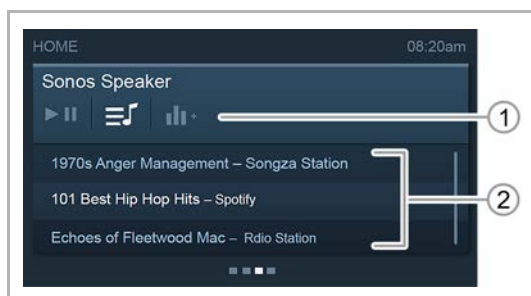 HOME 08:20am
Sonos Speaker
1
1970s Anger Management – Songza Station
101 Best Hip Hop Hits – Spotify
2
Echoes of Fleetwood Mac – Rdio Station